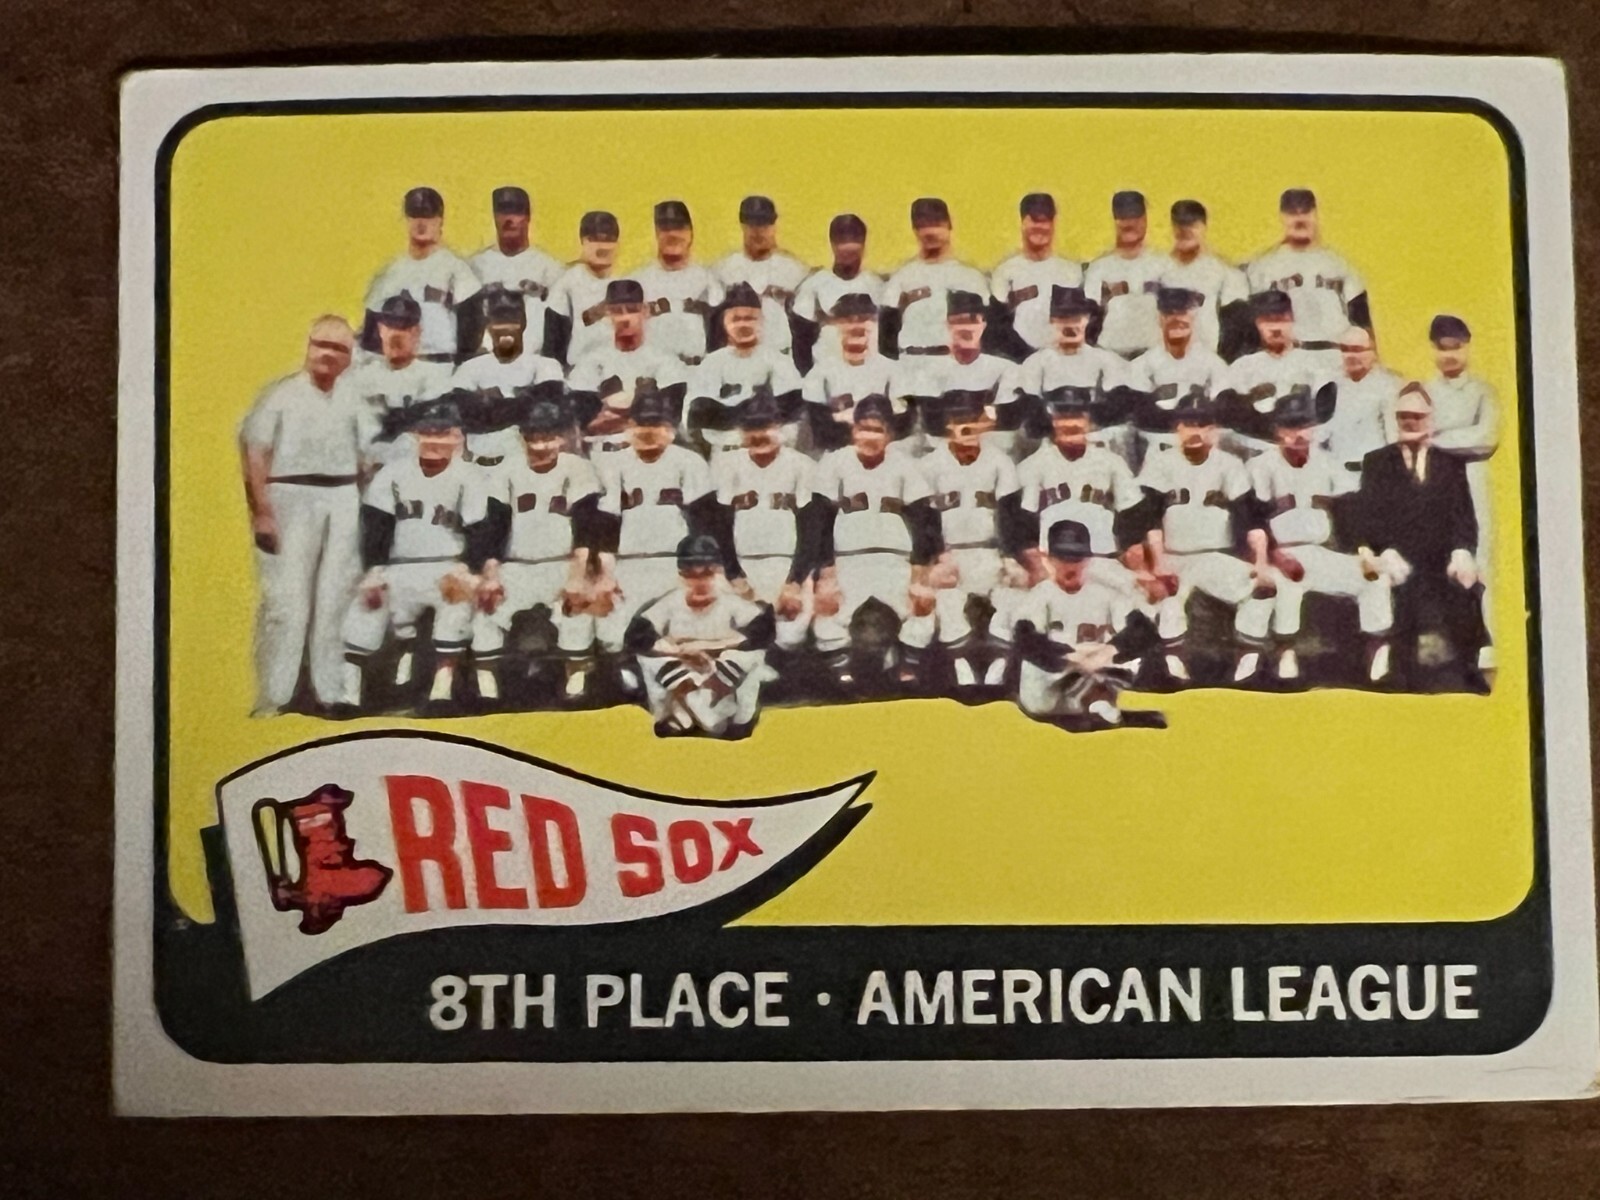 RED SOX
8TH PLACE · AMERICAN LEAGUE